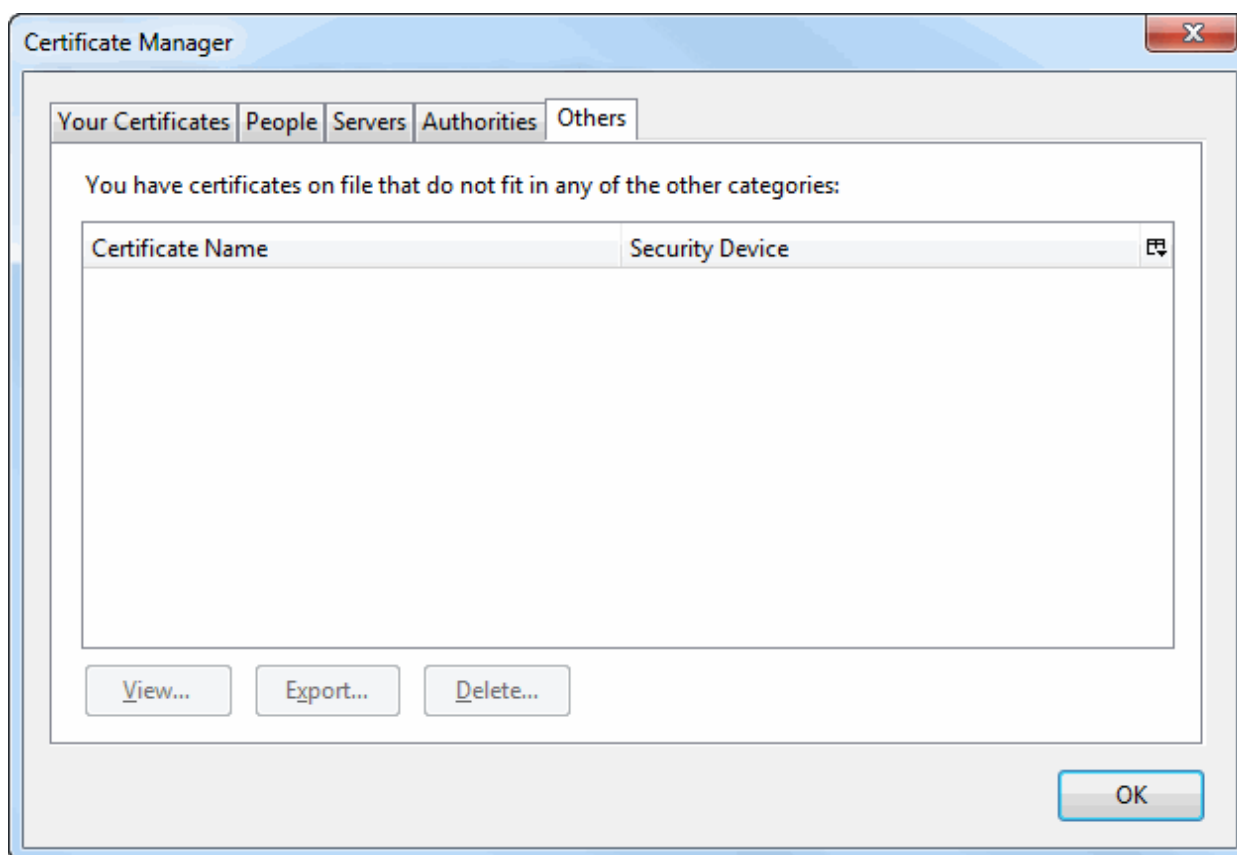 Certificate Manager
Your Certificates People Servers Authorities Others
You have certificates on file that do not fit in any of the other categories:
Certificate Name Security Device
View... Export... Delete...
OK